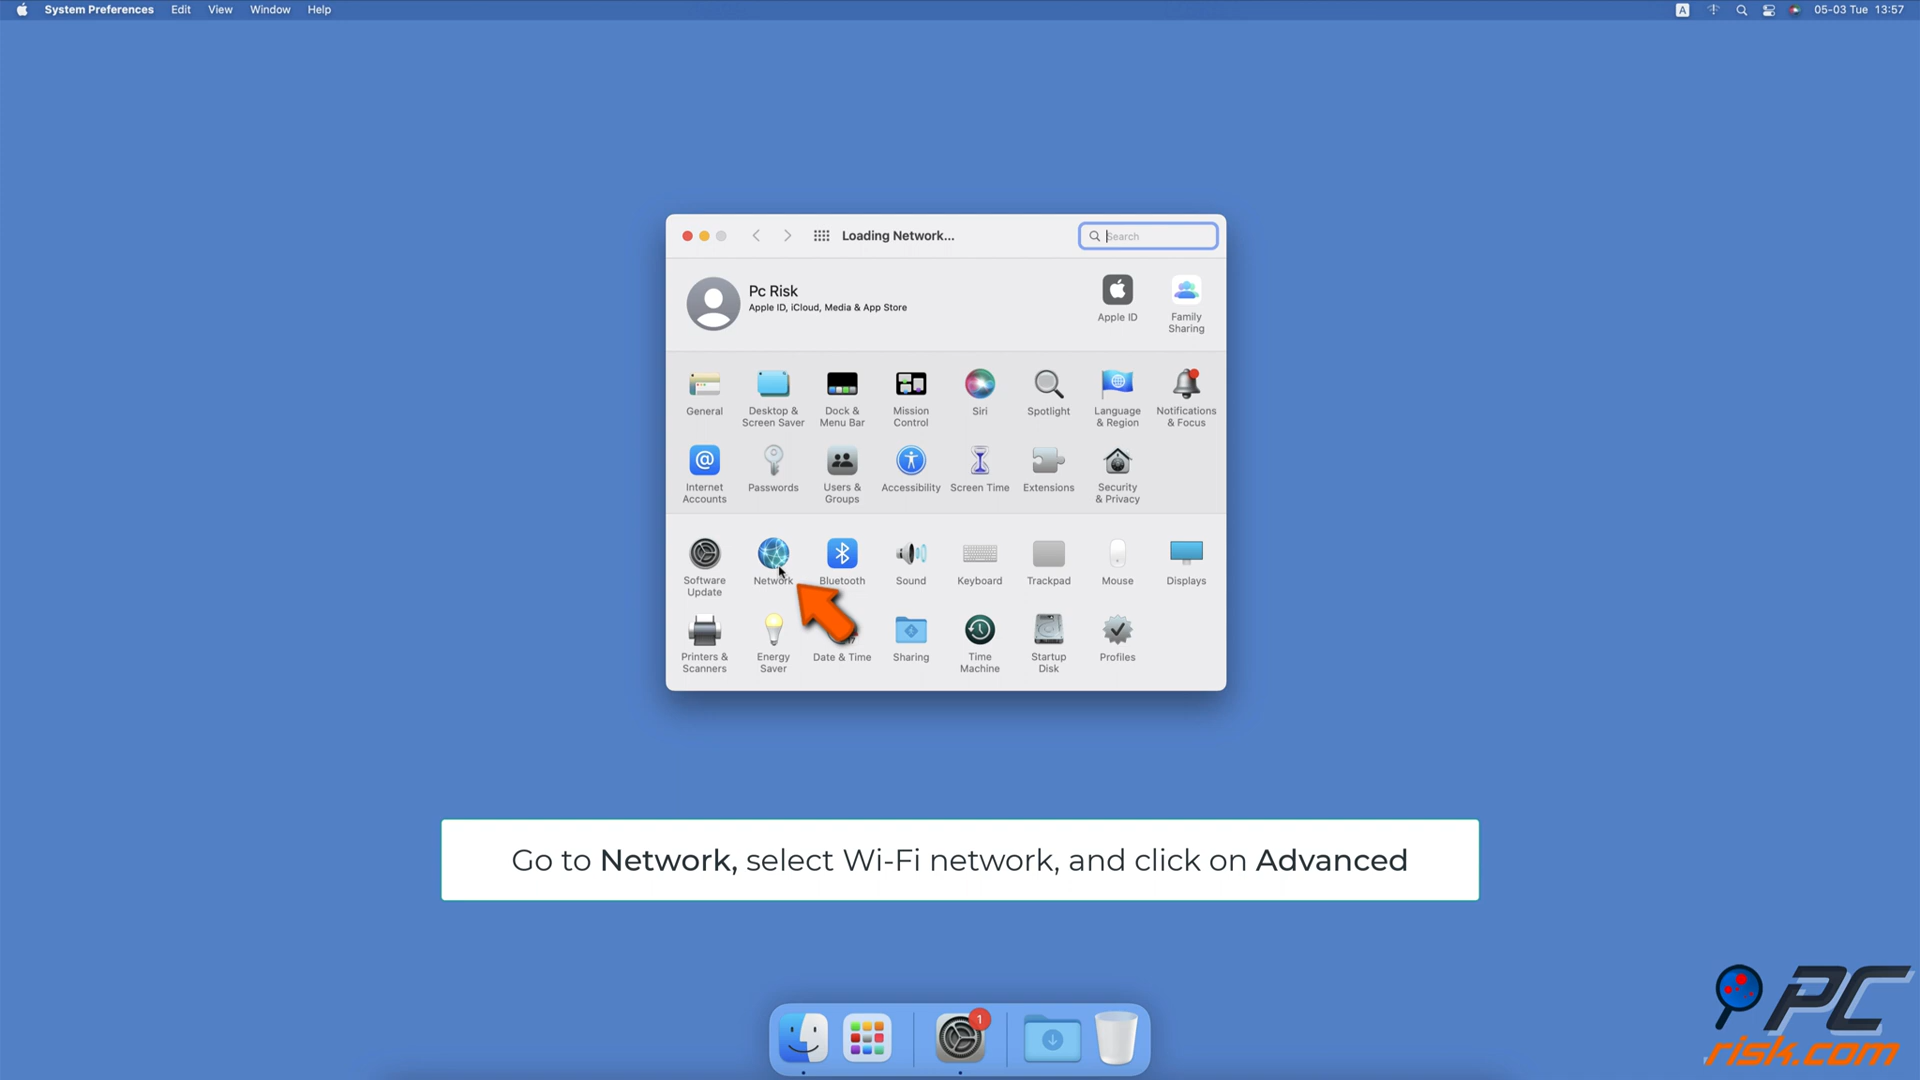 System Preferences Edit View Window Help
A 05-03 Tue 13:57
Loading Network...
Search
Pc Risk
Apple ID, iCloud, Media & App Store
Apple ID
Family
Sharing
General
Desktop &
Screen Saver
Dock &
Menu Bar
Mission
Control
Siri
Spotlight
Language
& Region
Notifications
& Focus
Internet
Accounts
Passwords
Users &
Groups
Accessibility
Screen Time
Extensions
Security
& Privacy
Software
Update
Network
Bluetooth
Sound
Keyboard
Trackpad
Mouse
Displays
Printers &
Scanners
Energy
Saver
Date & Time
Sharing
Time
Machine
Startup
Disk
Profiles
Go to Network, select Wi-Fi network, and click on Advanced
1
PC
risk.com